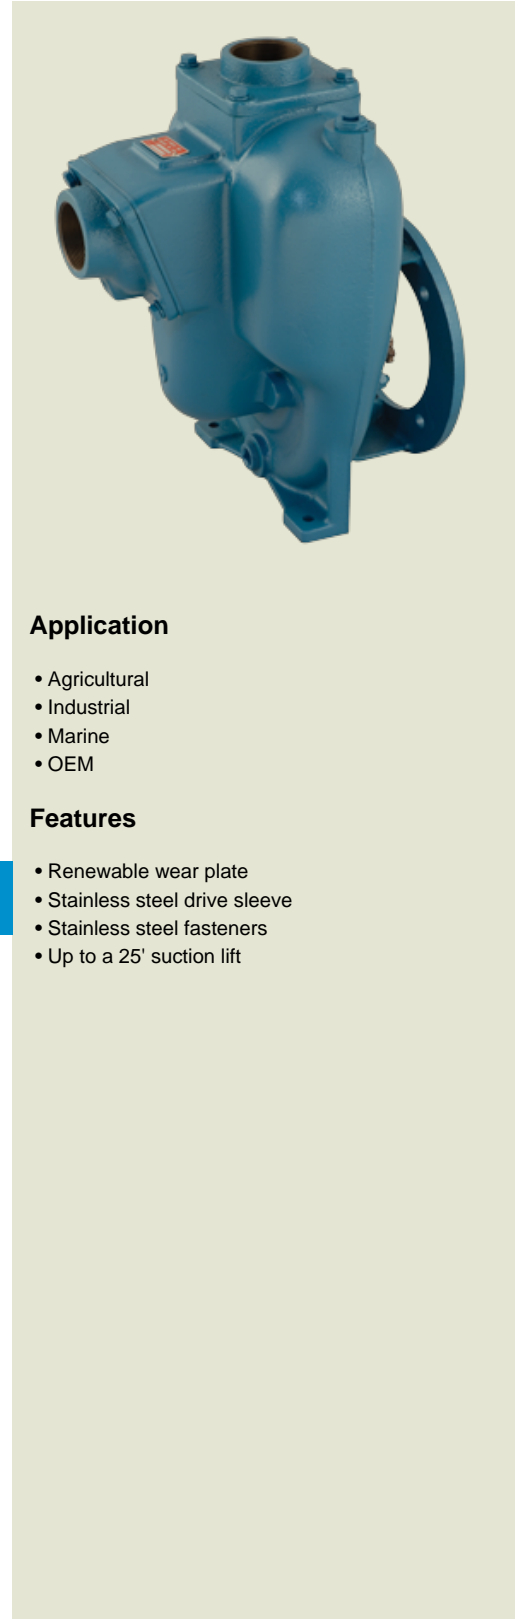 Application
• Agricultural
• Industrial
• Marine
• OEM
Features
• Renewable wear plate
• Stainless steel drive sleeve
• Stainless steel fasteners
• Up to a 25' suction lift